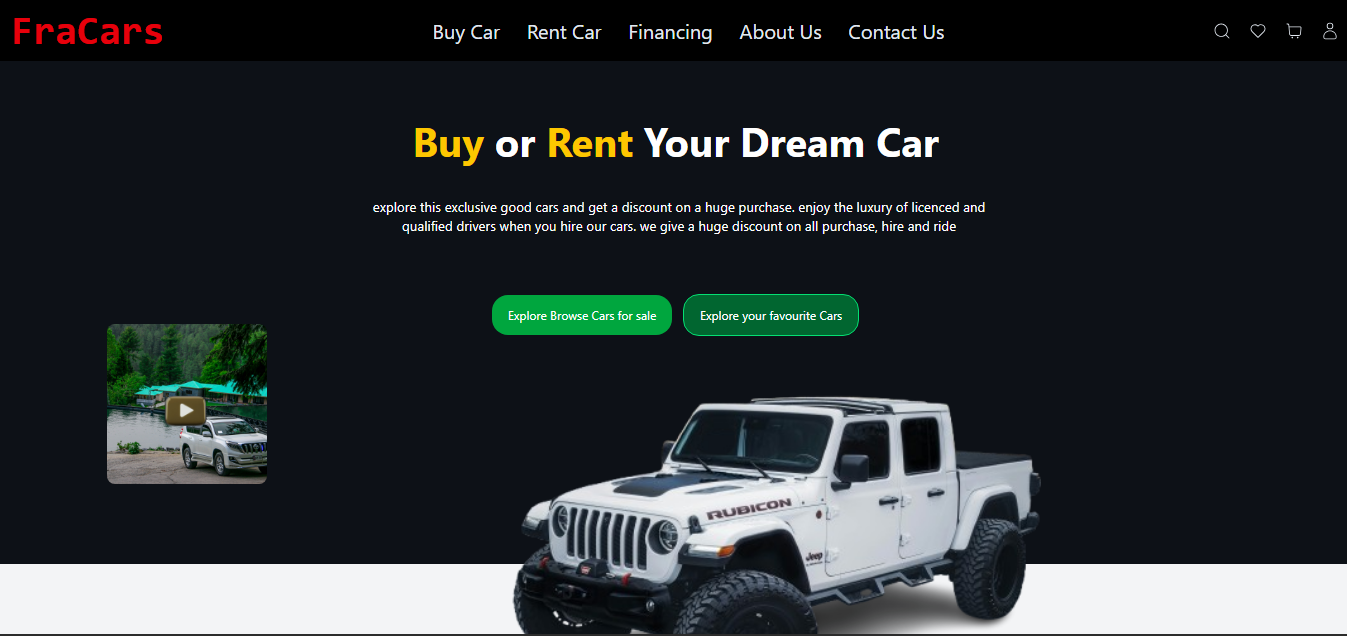 FraCars
Buy Car Rent Car Financing About Us Contact Us
Buy or Rent Your Dream Car
explore this exclusive good cars and get a discount on a huge purchase. enjoy the luxury of licenced and
qualified drivers when you hire our cars. we give a huge discount on all purchase, hire and ride
Explore Browse Cars for sale
Explore your favourite Cars
RUBICON
Jeep